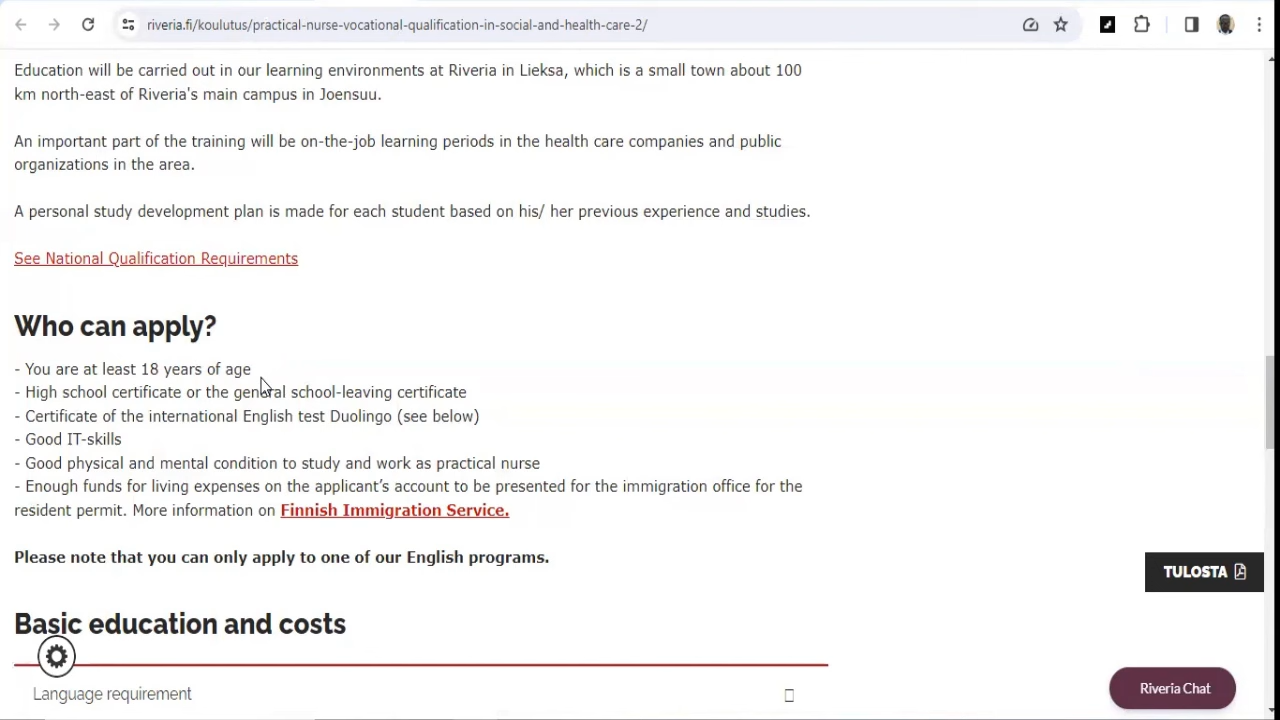 riveria.fi/koulutus/practical-nurse-vocational-qualification-in-social-and-health-care-2/
Education will be carried out in our learning environments at Riveria in Lieksa, which is a small town about 100
km north-east of Riveria's main campus in Joensuu.
An important part of the training will be on-the-job learning periods in the health care companies and public
organizations in the area.
A personal study development plan is made for each student based on his/ her previous experience and studies.
See National Qualification Requirements
Who can apply?
- You are at least 18 years of age
- High school certificate or the general school-leaving certificate
- Certificate of the international English test Duolingo (see below)
- Good IT-skills
- Good physical and mental condition to study and work as practical nurse
- Enough funds for living expenses on the applicant’s account to be presented for the immigration office for the
resident permit. More information on Finnish Immigration Service.
Please note that you can only apply to one of our English programs.
TULOSTA
Basic education and costs
Language requirement
Riveria Chat